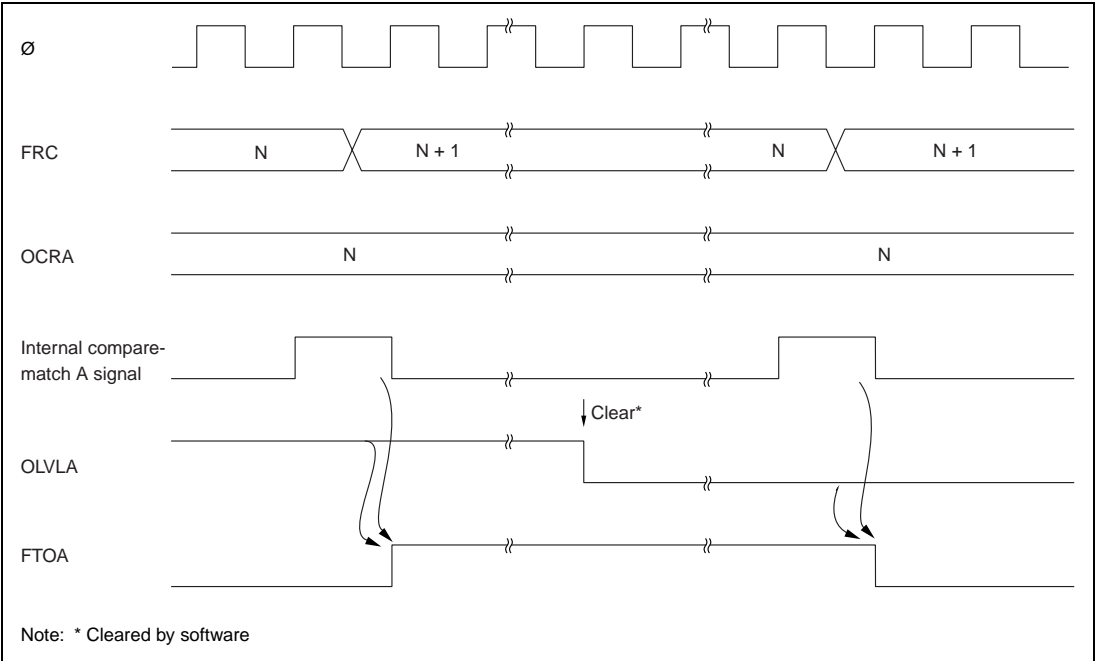 Ø
FRC
N
N + 1
N
N + 1
OCRA
N
N
Internal compare-
match A signal
Clear*
OLVLA
FTOA
Note: * Cleared by software